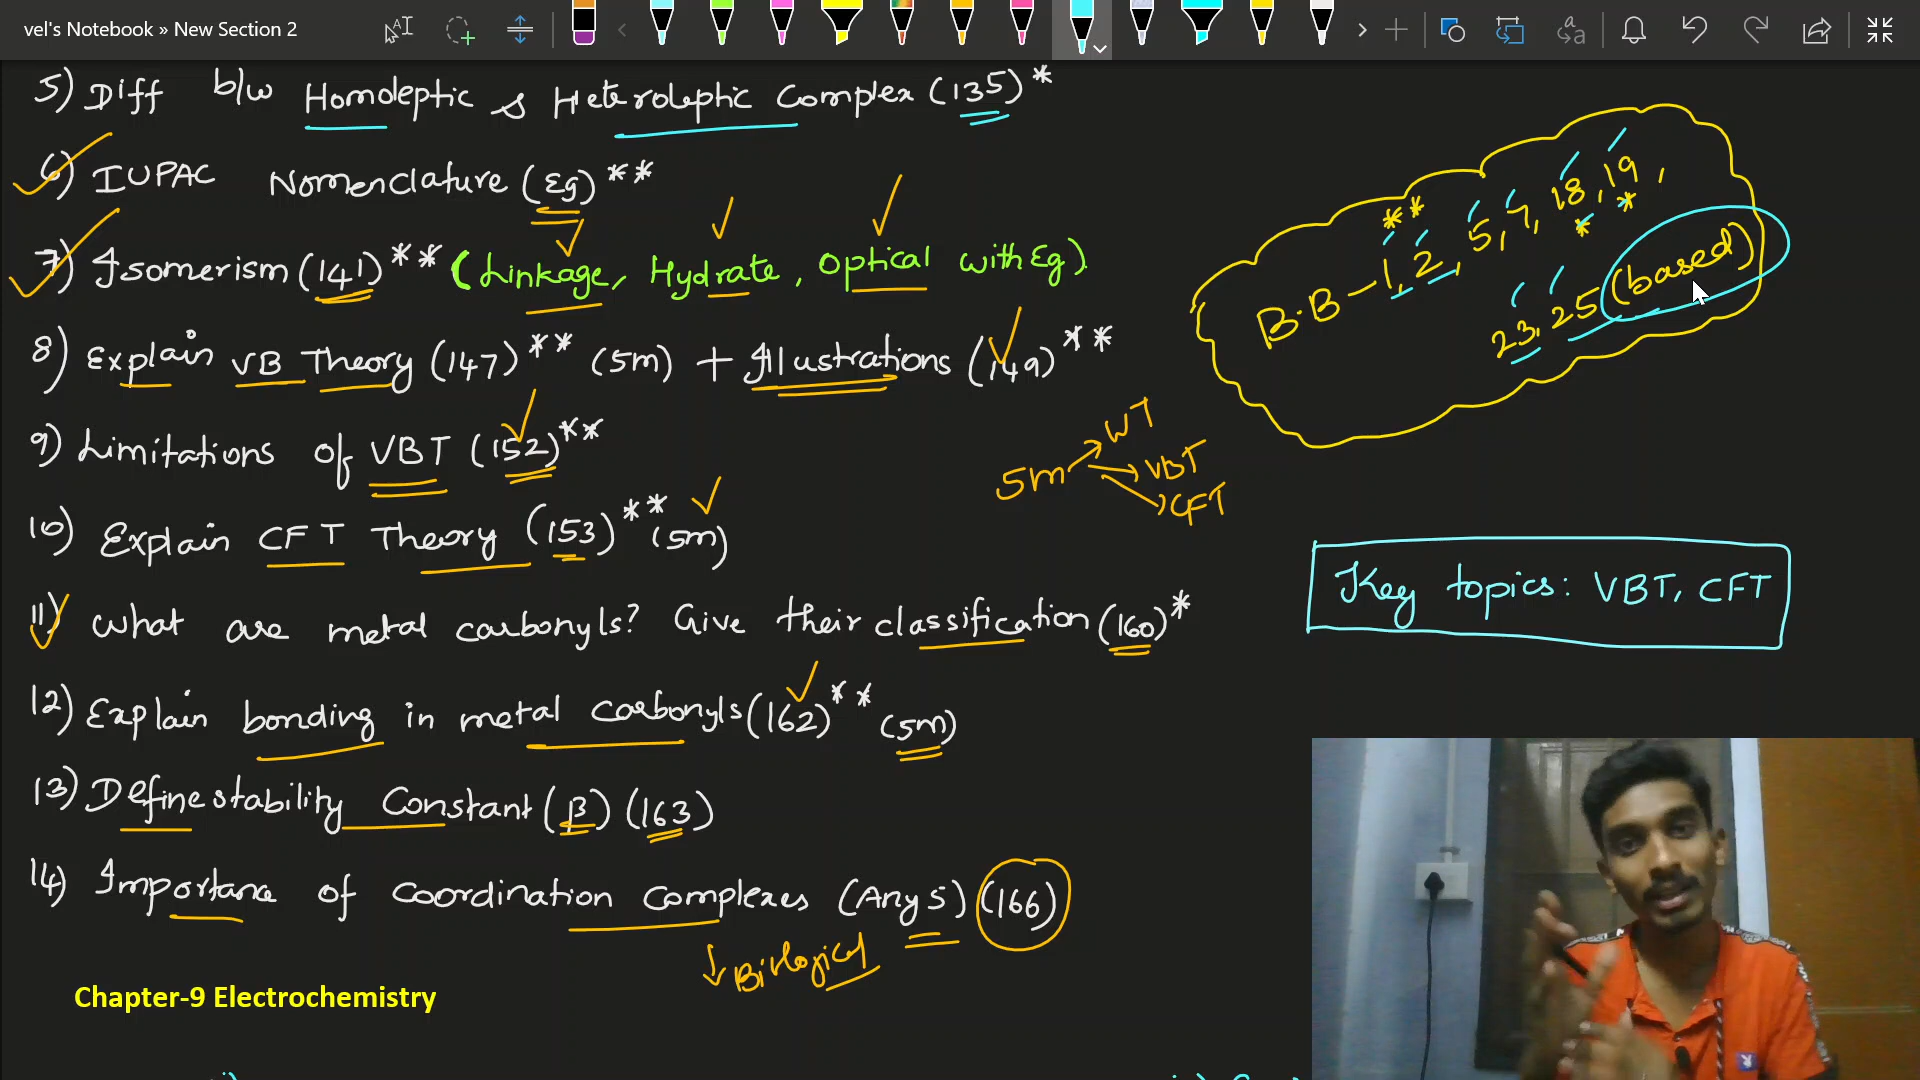 vel's Notebook » New Section 2
5) Diff b/w Homoleptic & Heteroleptic Complex (135)*
6) IUPAC Nomenclature (Eg)**
7) Isomerism (141)** (Linkage, Hydrate, Optical with Eg).
8) Explain VB Theory (147)** (5m) + Illustrations (149)**
9) Limitations of VBT (152)**
10) Explain CFT Theory (153)** (5m)
11) What are metal carbonyls? Give their classification (160)*
12) Explain bonding in metal carbonyls (162)** (5m)
13) Define stability Constant (β) (163)
14) Importane of coordination complexes (Any 5) (166)
↓ Biological
Chapter-9 Electrochemistry
**
B.B – 1, 2, 5, 7, 18, 19,
* *
23, 25 (based)
5m → WT
→ VBT
→ CFT
Key topics: VBT, CFT